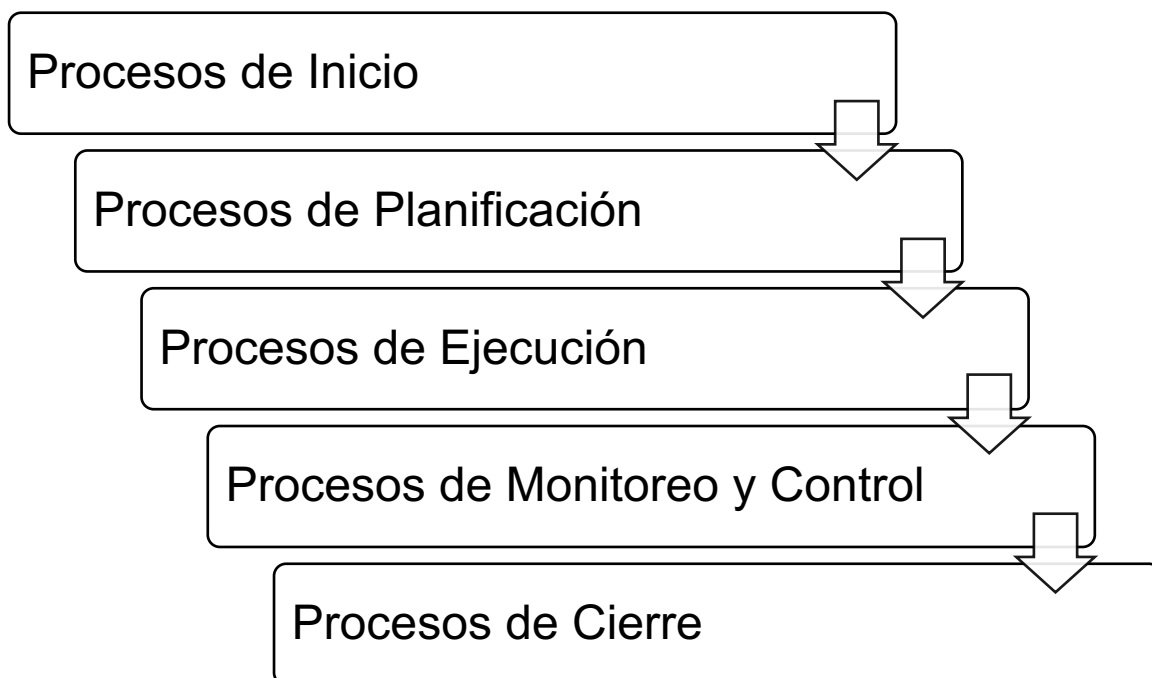 Procesos de Inicio
Procesos de Planificación
Procesos de Ejecución
Procesos de Monitoreo y Control
Procesos de Cierre